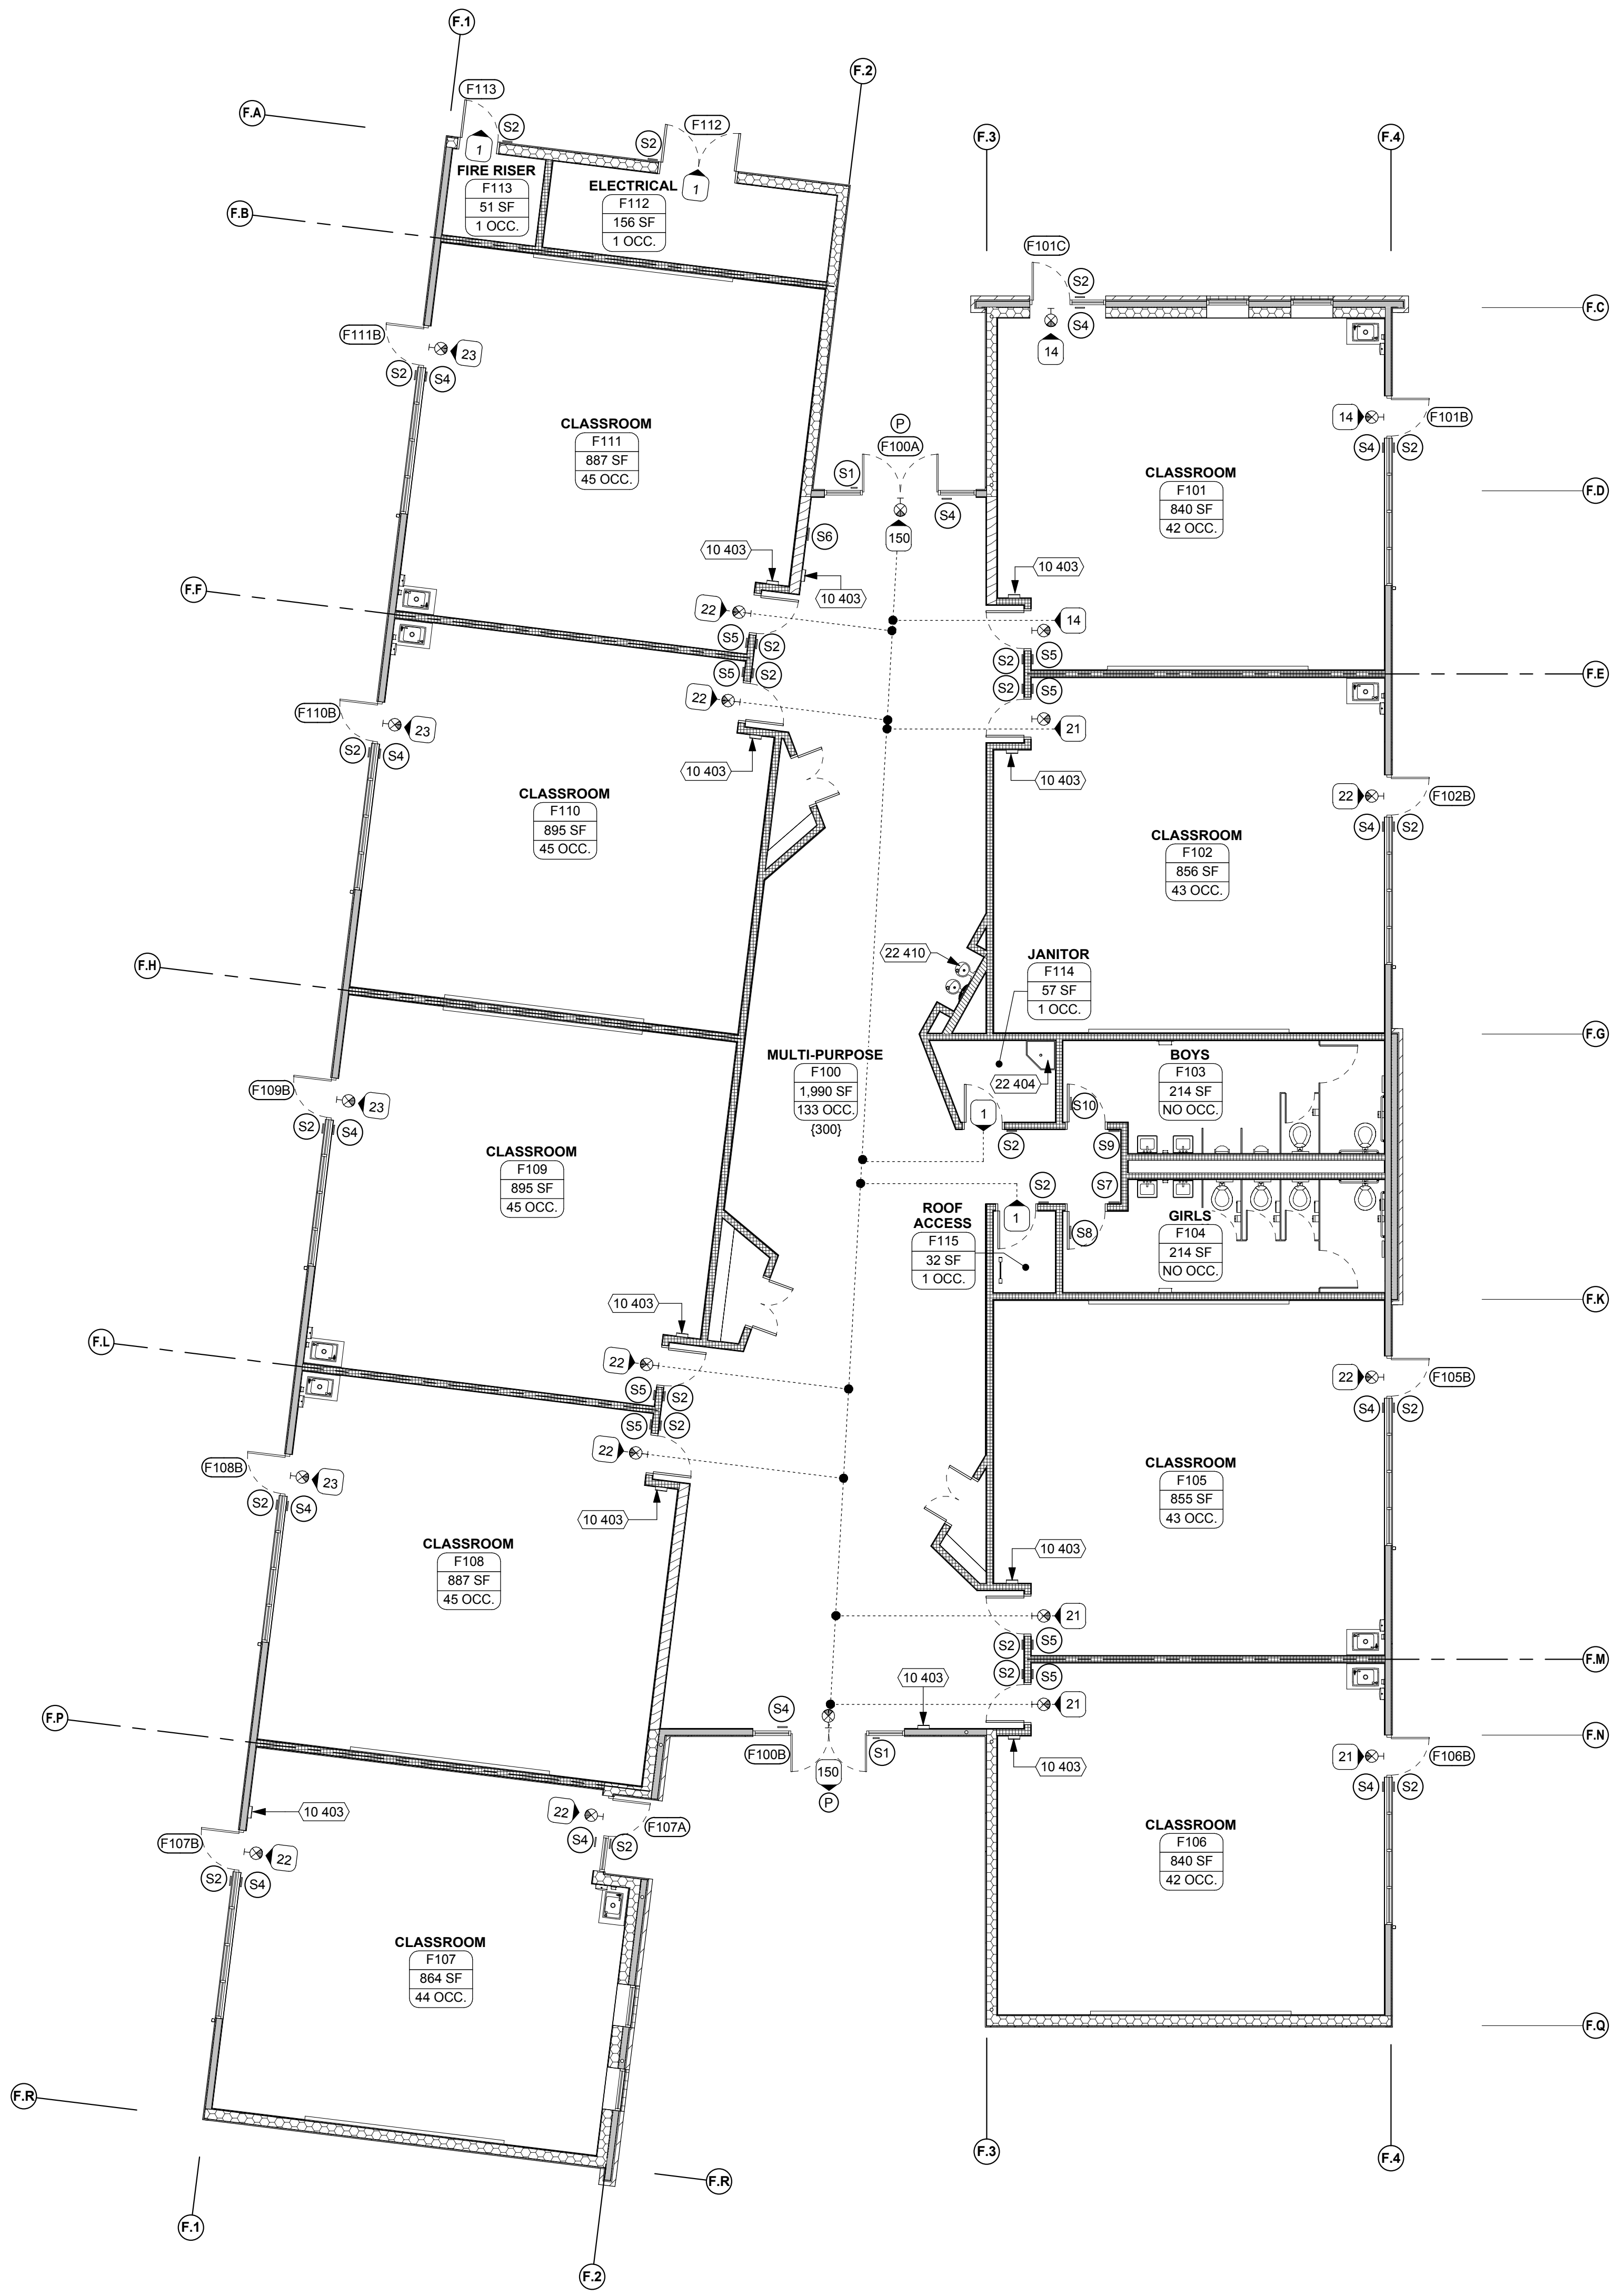 F.1
F.2
F.A
F113
F112
S2
S2
F.3
F.4
1
1
FIRE RISER
F113
51 SF
1 OCC.
ELECTRICAL
F112
156 SF
1 OCC.
F.B
F101C
S2
S4
14
F.C
F111B
23
S2
S4
CLASSROOM
F111
887 SF
45 OCC.
14
F101B
S4
S2
P
F100A
S1
S4
150
S6
CLASSROOM
F101
840 SF
42 OCC.
F.D
10 403
10 403
10 403
F.F
22
14
S5
S2
S2
S5
S5
S2
S2
S5
F.E
22
21
F110B
23
S2
S4
10 403
10 403
CLASSROOM
F110
895 SF
45 OCC.
22
F102B
S4
S2
CLASSROOM
F102
856 SF
43 OCC.
F.H
22 410
JANITOR
F114
57 SF
1 OCC.
F.G
MULTI-PURPOSE
F100
1,990 SF
133 OCC.
{300}
22 404
BOYS
F103
214 SF
NO OCC.
F109B
23
S2
S4
1
S10
S2
S9
CLASSROOM
F109
895 SF
45 OCC.
S2
S7
ROOF
ACCESS
F115
32 SF
1 OCC.
1
S8
GIRLS
F104
214 SF
NO OCC.
10 403
F.K
F.L
22
22
F105B
S5
S2
S4
S2
S5
S2
22
F108B
23
S2
S4
10 403
CLASSROOM
F105
855 SF
43 OCC.
CLASSROOM
F108
887 SF
45 OCC.
10 403
21
S2
S5
S2
S5
F.M
10 403
21
F.P
S4
F100B
S1
150
P
10 403
F.N
21
F106B
S4
S2
10 403
22
F107A
S4
S2
F107B
22
S2
S4
CLASSROOM
F106
840 SF
42 OCC.
CLASSROOM
F107
864 SF
44 OCC.
F.Q
F.R
F.R
F.3
F.4
F.1
F.2